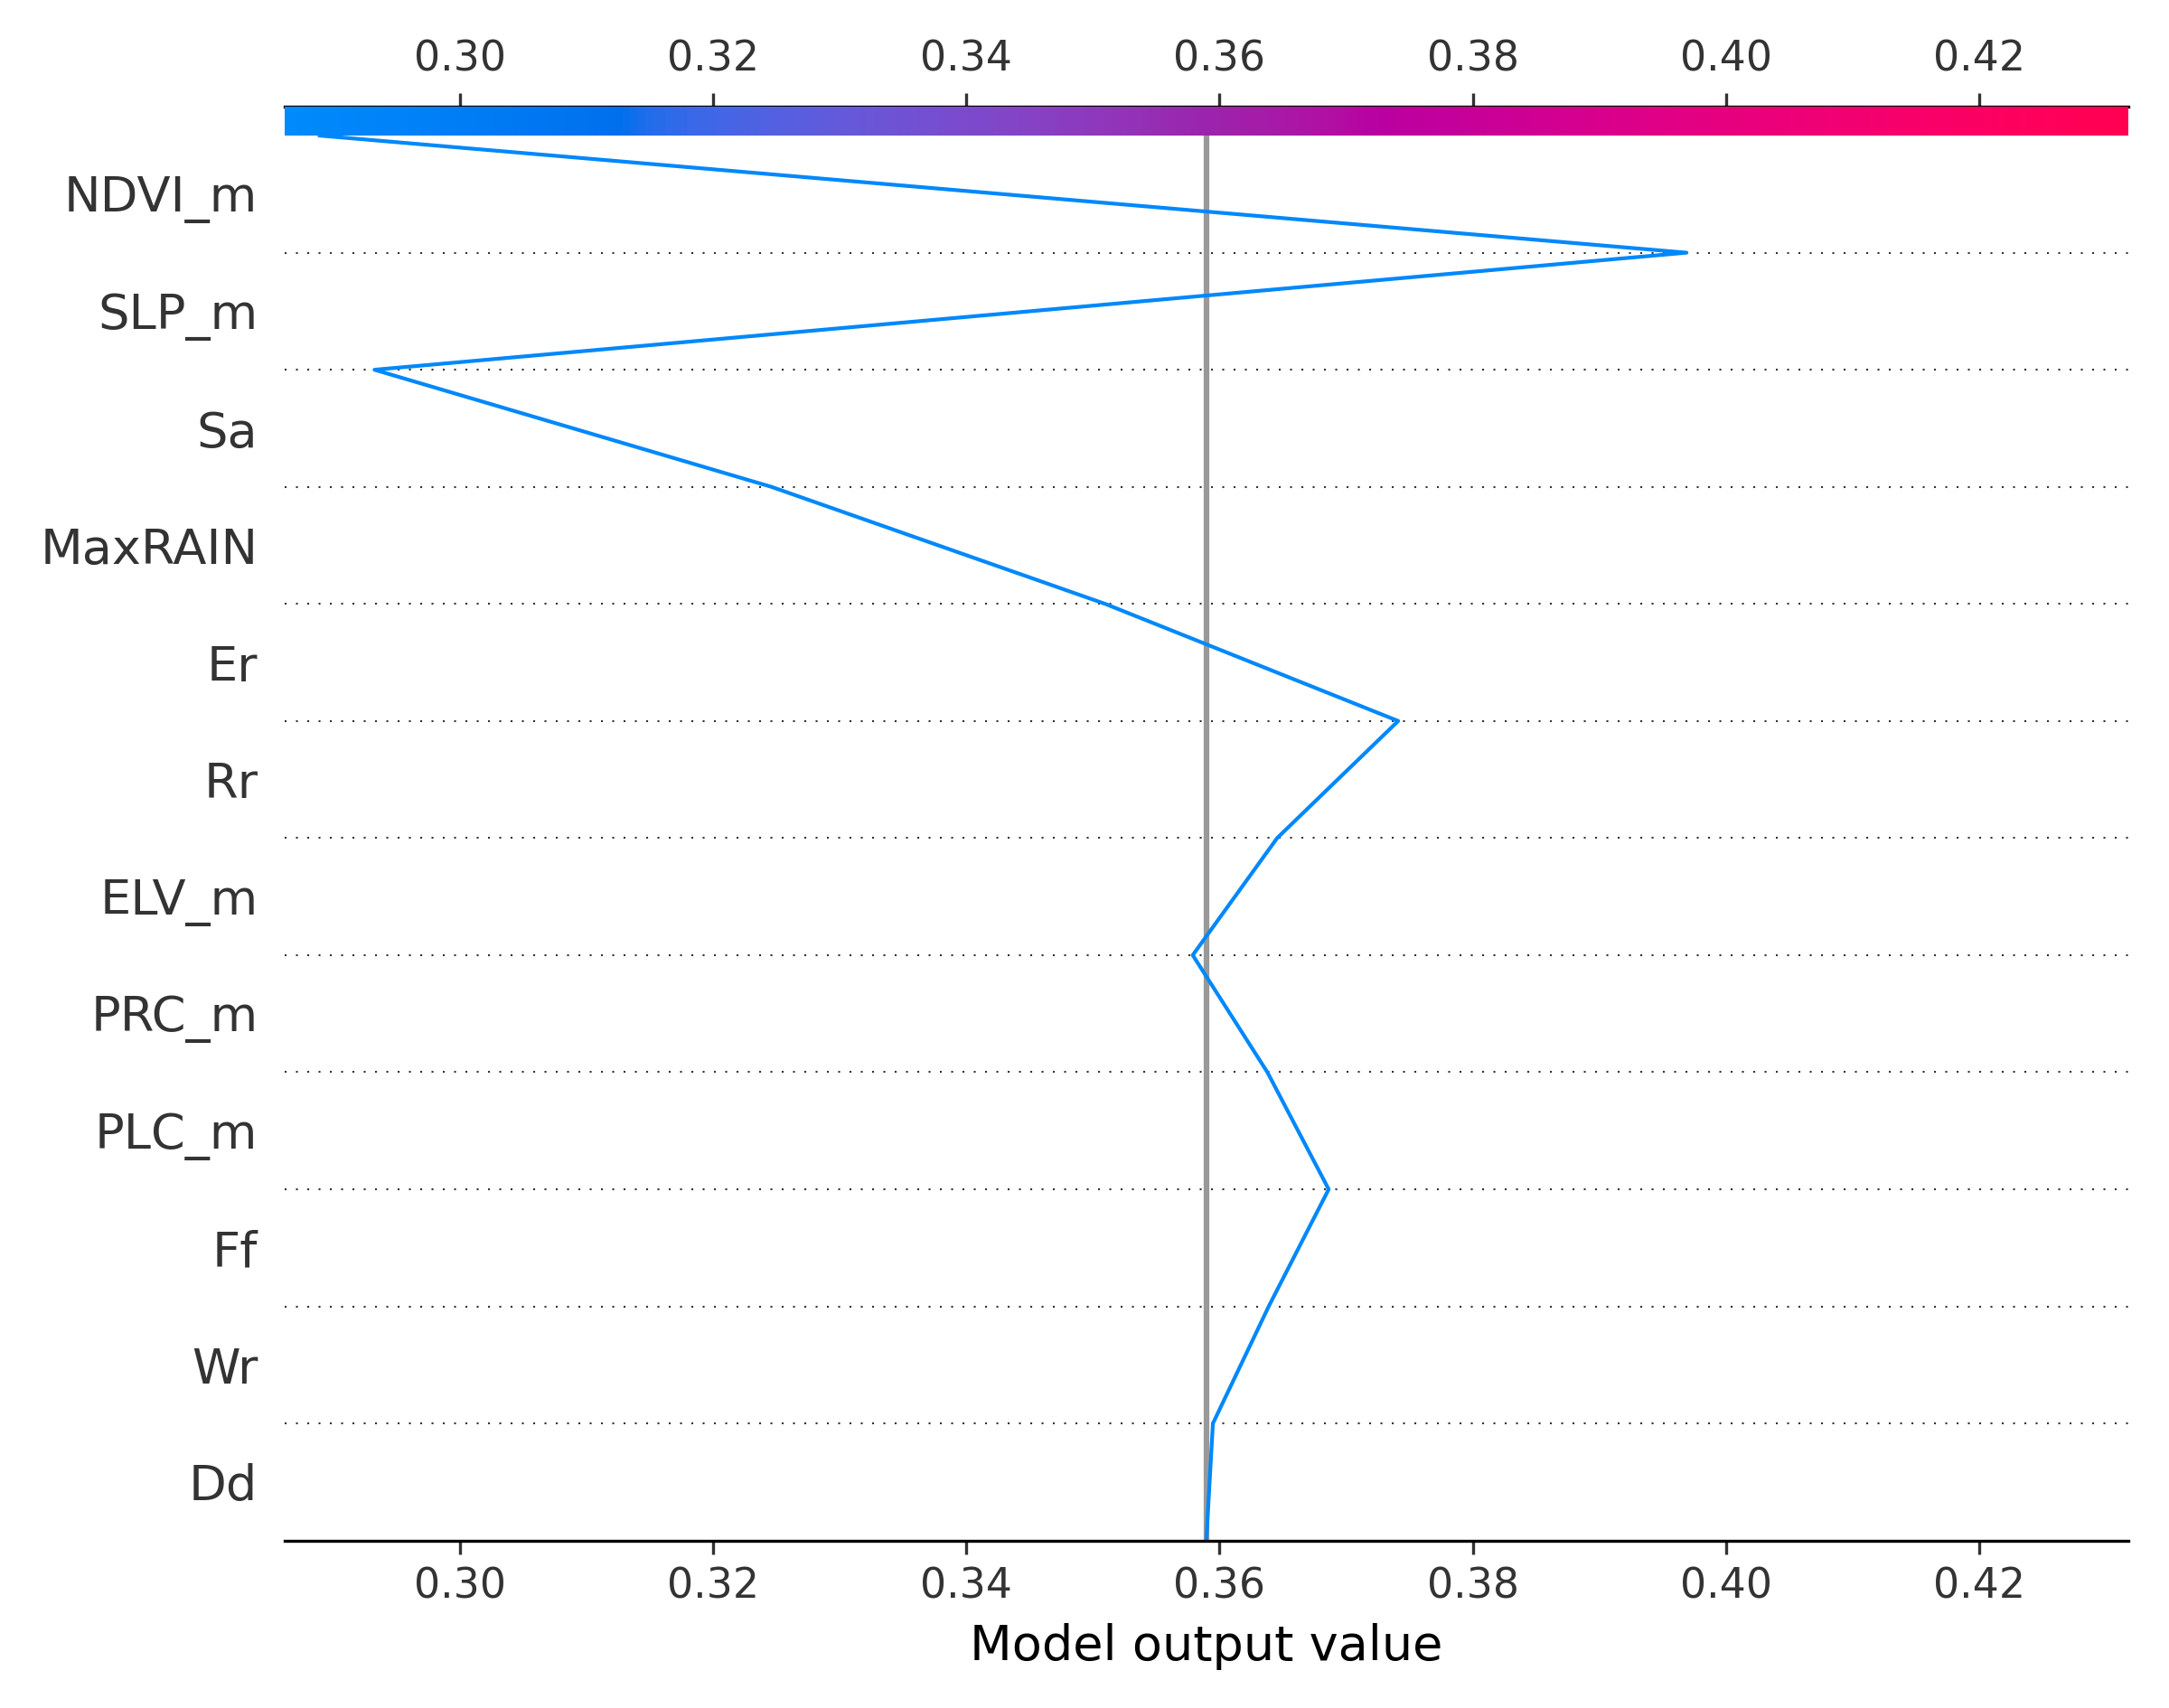 0.30 0.32 0.34 0.36 0.38 0.40 0.42
NDVI_m
SLP_m
Sa
MaxRAIN
Er
Rr
ELV_m
PRC_m
PLC_m
Ff
Wr
Dd
0.30 0.32 0.34 0.36 0.38 0.40 0.42
Model output value